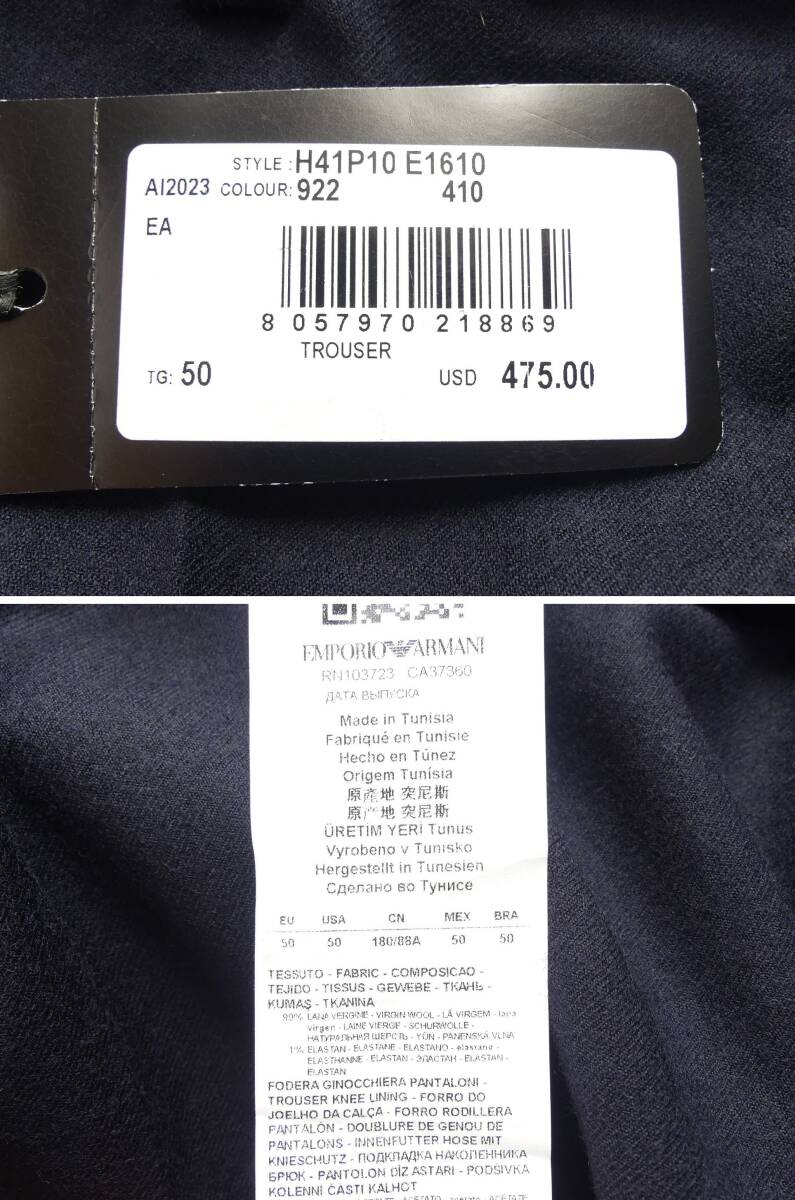 STYLE : H41P10 E1610
AI2023 COLOUR: 922 410
EA
8 057970 218869
TROUSER
TG: 50 USD 475.00
EMPORIO ARMANI
RN103723 CA37360
ДАТА ВЫПУСКА
Made in Tunisia
Fabriqué en Tunisie
Hecho en Túnez
Origem Tunísia
原產地 突尼斯
原产地 突尼斯
ÜRETİM YERİ Tunus
Vyrobeno v Tunisko
Hergestellt in Tunesien
Сделано во Тунисе
EU USA CN MEX BRA
50 50 180/88A 50 50
TESSUTO - FABRIC - COMPOSICAO -
TEJIDO - TISSUS - GEWEBE - ТКАНЬ -
KUMAŞ - TKANINA
99% LANA VERGINE - VIRGIN WOOL - LÃ VIRGEM - lana
virgen - LAINE VIERGE - SCHURWOLLE -
НАТУРАЛЬНАЯ ШЕРСТЬ - YÜN - PANENSKÁ VLNA
1% ELASTAN - ELASTANE - ELASTANO - elastano -
ELASTHANNE - ELASTAN - ЭЛАСТАН - ELASTAN -
ELASTAN
FODERA GINOCCHIERA PANTALONI -
TROUSER KNEE LINING - FORRO DO
JOELHO DA CALÇA - FORRO RODILLERA
PANTALÓN - DOUBLURE DE GENOU DE
PANTALONS - INNENFUTTER HOSE MIT
KNIESCHUTZ - ПОДКЛАДКА НАКОЛЕННИКА
БРЮК - PANTOLON DİZ ASTARI - PODŠIVKA
KOLENNÍ ČÁSTI KALHOT